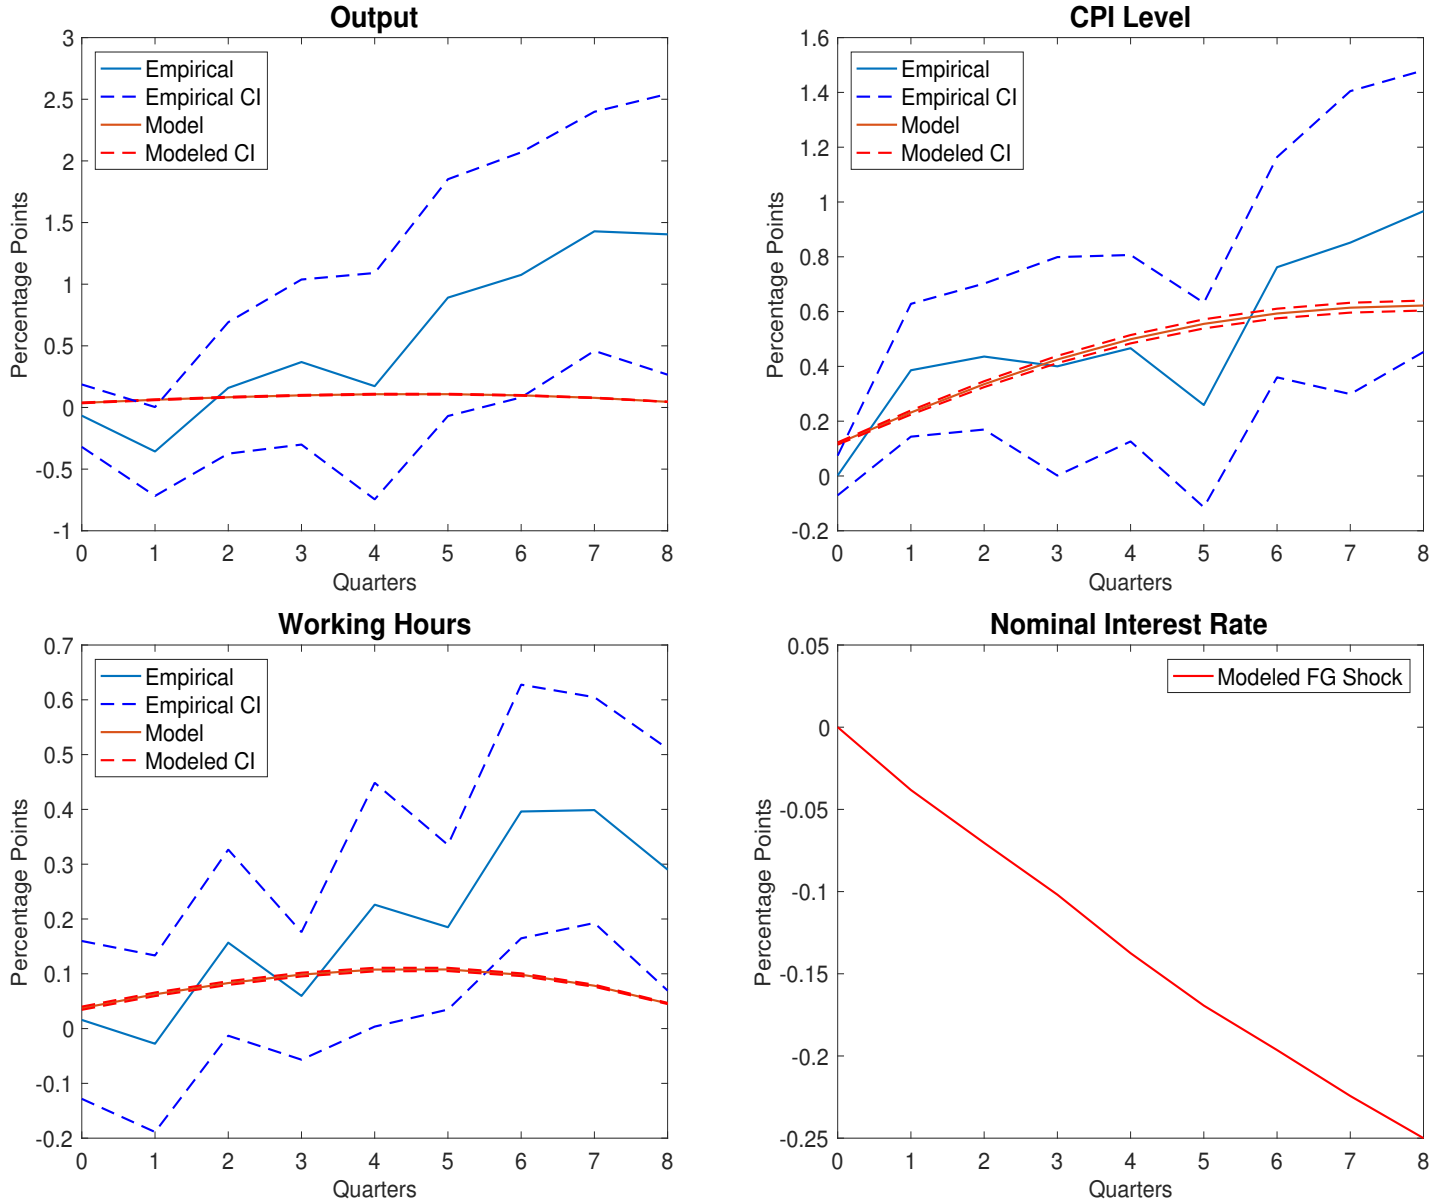 Output
3
2.5
2
1.5
1
0.5
0
-0.5
-1
Percentage Points
Empirical
Empirical CI
Model
Modeled CI
0 1 2 3 4 5 6 7 8
Quarters
CPI Level
1.6
1.4
1.2
1
0.8
0.6
0.4
0.2
0
-0.2
Percentage Points
Empirical
Empirical CI
Model
Modeled CI
0 1 2 3 4 5 6 7 8
Quarters
Working Hours
0.7
0.6
0.5
0.4
0.3
0.2
0.1
0
-0.1
-0.2
Percentage Points
Empirical
Empirical CI
Model
Modeled CI
0 1 2 3 4 5 6 7 8
Quarters
Nominal Interest Rate
0.05
0
-0.05
-0.1
-0.15
-0.2
-0.25
Percentage Points
Modeled FG Shock
0 1 2 3 4 5 6 7 8
Quarters